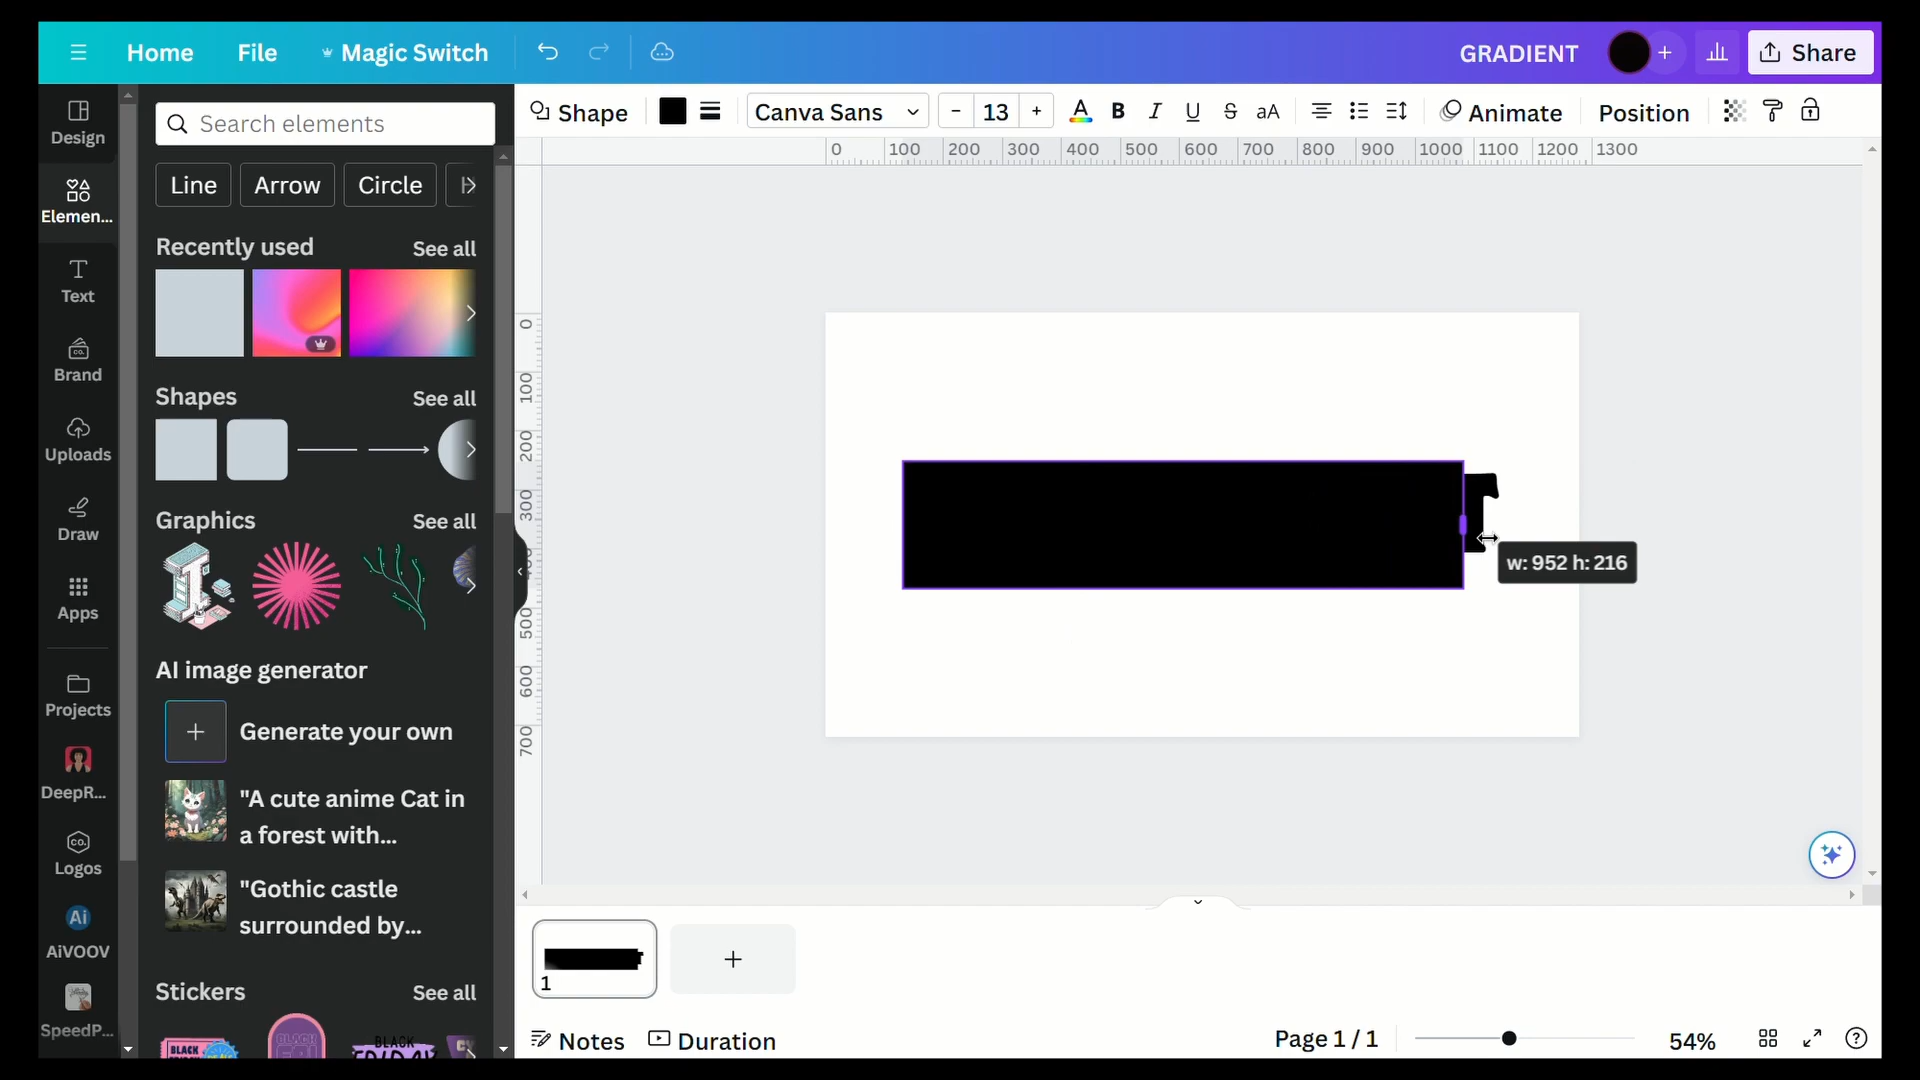 Home File Magic Switch GRADIENT + Share
Design
Elemen...
Text
Brand
Uploads
Draw
Apps
Projects
DeepR...
Logos
AiVOOV
SpeedP...
Search elements
Line Arrow Circle
Recently used See all
Shapes See all
Graphics See all
AI image generator
+ Generate your own
"A cute anime Cat in
a forest with...
"Gothic castle
surrounded by...
Stickers See all
BLACK
BLACK
Shape Canva Sans - 13 + A B I U S aA Animate Position
0 100 200 300 400 500 600 700 800 900 1000 1100 1200 1300
0
100
200
300
500
600
700
w: 952 h: 216
1
+
Notes Duration Page 1 / 1 54%